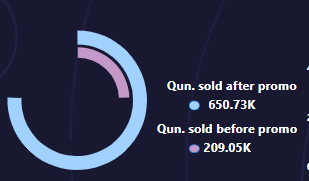 Qun. sold after promo
650.73K
Qun. sold before promo
209.05K